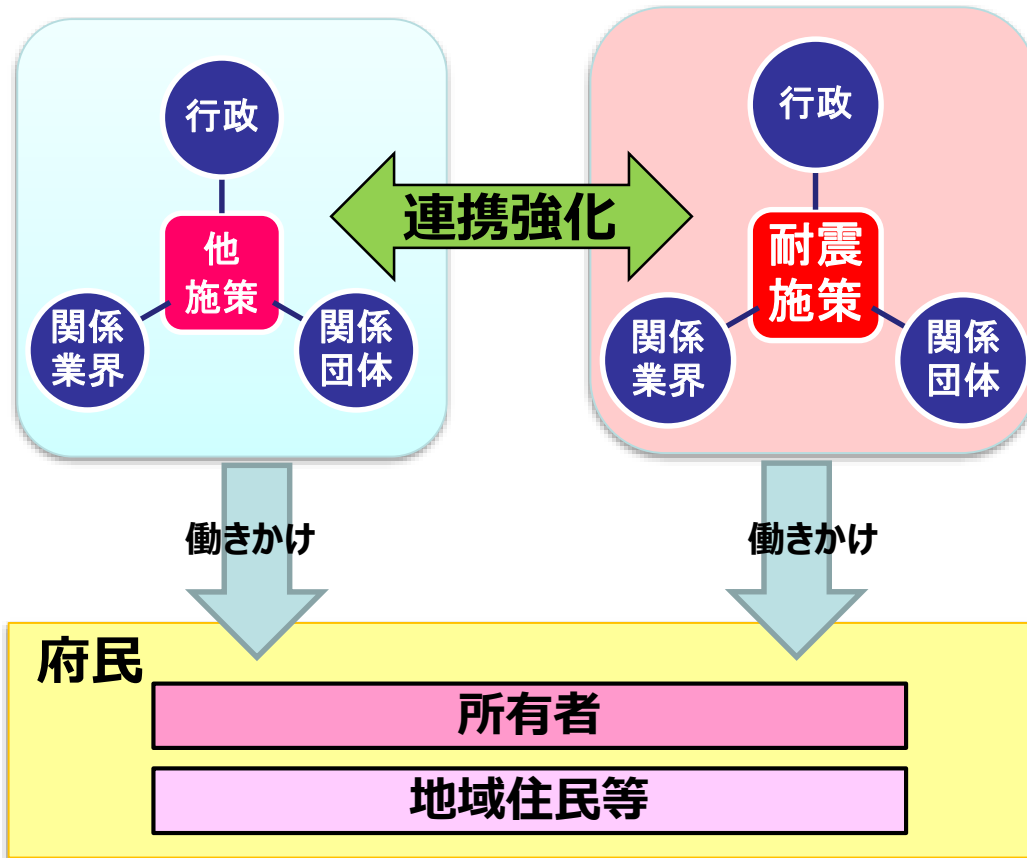 行政
他
施策
関係
業界
関係
団体
連携強化
行政
耐震
施策
関係
業界
関係
団体
働きかけ
働きかけ
府民
所有者
地域住民等